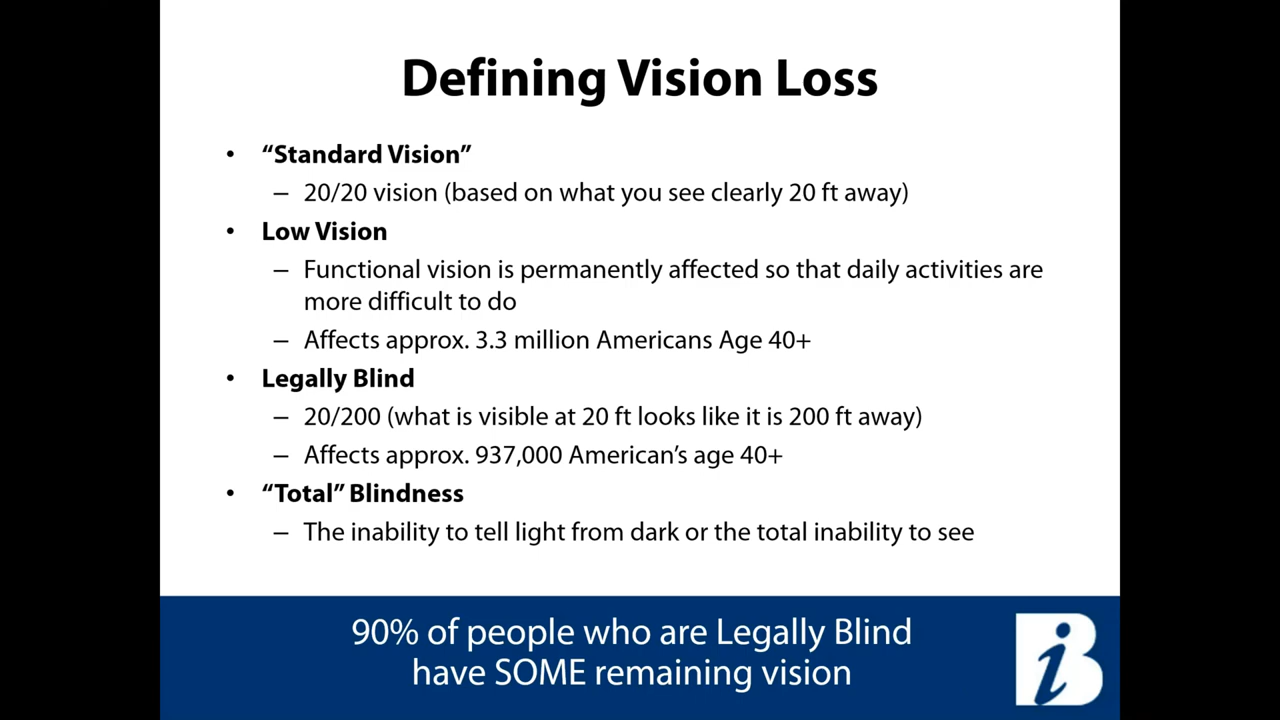 Defining Vision Loss
• “Standard Vision”
– 20/20 vision (based on what you see clearly 20 ft away)
• Low Vision
– Functional vision is permanently affected so that daily activities are
more difficult to do
– Affects approx. 3.3 million Americans Age 40+
• Legally Blind
– 20/200 (what is visible at 20 ft looks like it is 200 ft away)
– Affects approx. 937,000 American’s age 40+
• “Total” Blindness
– The inability to tell light from dark or the total inability to see
90% of people who are Legally Blind
have SOME remaining vision
iB